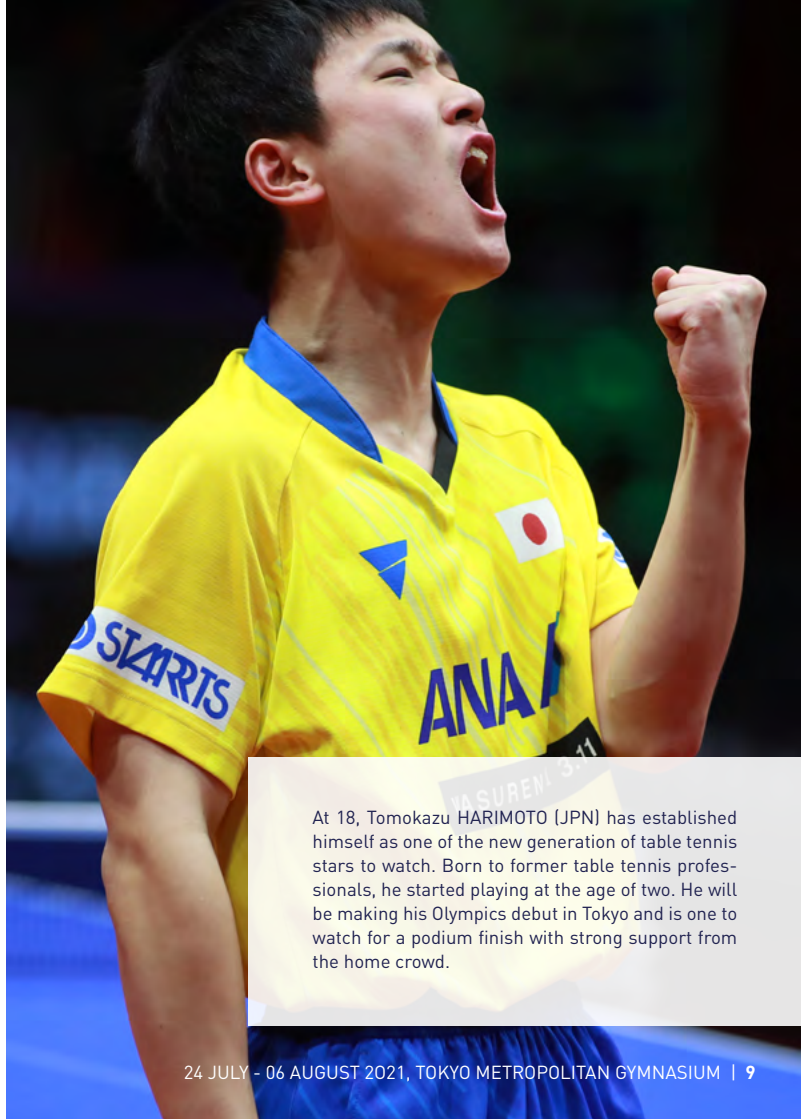 STARTS
ANA
WASURENI 3.11
At 18, Tomokazu HARIMOTO (JPN) has established
himself as one of the new generation of table tennis
stars to watch. Born to former table tennis profes-
sionals, he started playing at the age of two. He will
be making his Olympics debut in Tokyo and is one to
watch for a podium finish with strong support from
the home crowd.
24 JULY - 06 AUGUST 2021, TOKYO METROPOLITAN GYMNASIUM | 9